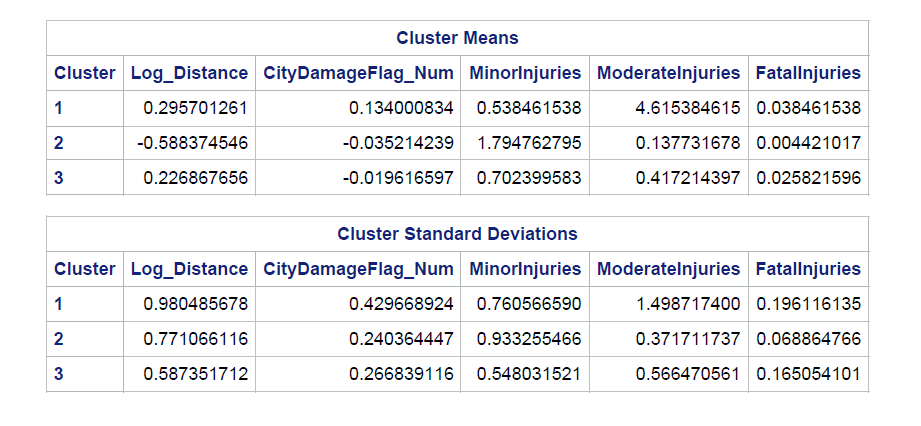 Cluster Means
Cluster Log_Distance CityDamageFlag_Num MinorInjuries ModerateInjuries FatalInjuries
1 0.295701261 0.134000834 0.538461538 4.615384615 0.038461538
2 -0.588374546 -0.035214239 1.794762795 0.137731678 0.004421017
3 0.226867656 -0.019616597 0.702399583 0.417214397 0.025821596
Cluster Standard Deviations
Cluster Log_Distance CityDamageFlag_Num MinorInjuries ModerateInjuries FatalInjuries
1 0.980485678 0.429668924 0.760566590 1.498717400 0.196116135
2 0.771066116 0.240364447 0.933255466 0.371711737 0.068864766
3 0.587351712 0.266839116 0.548031521 0.566470561 0.165054101